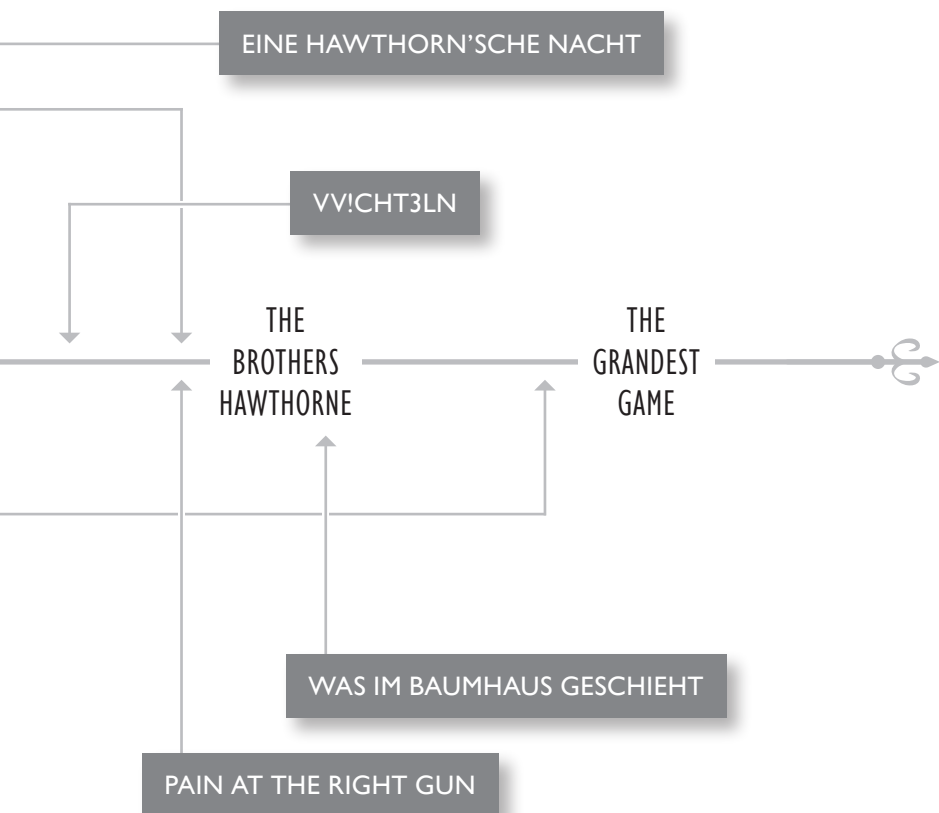 EINE HAWTHORN’SCHE NACHT
VV!CHT3LN
THE
BROTHERS
HAWTHORNE
THE
GRANDEST
GAME
WAS IM BAUMHAUS GESCHIEHT
PAIN AT THE RIGHT GUN